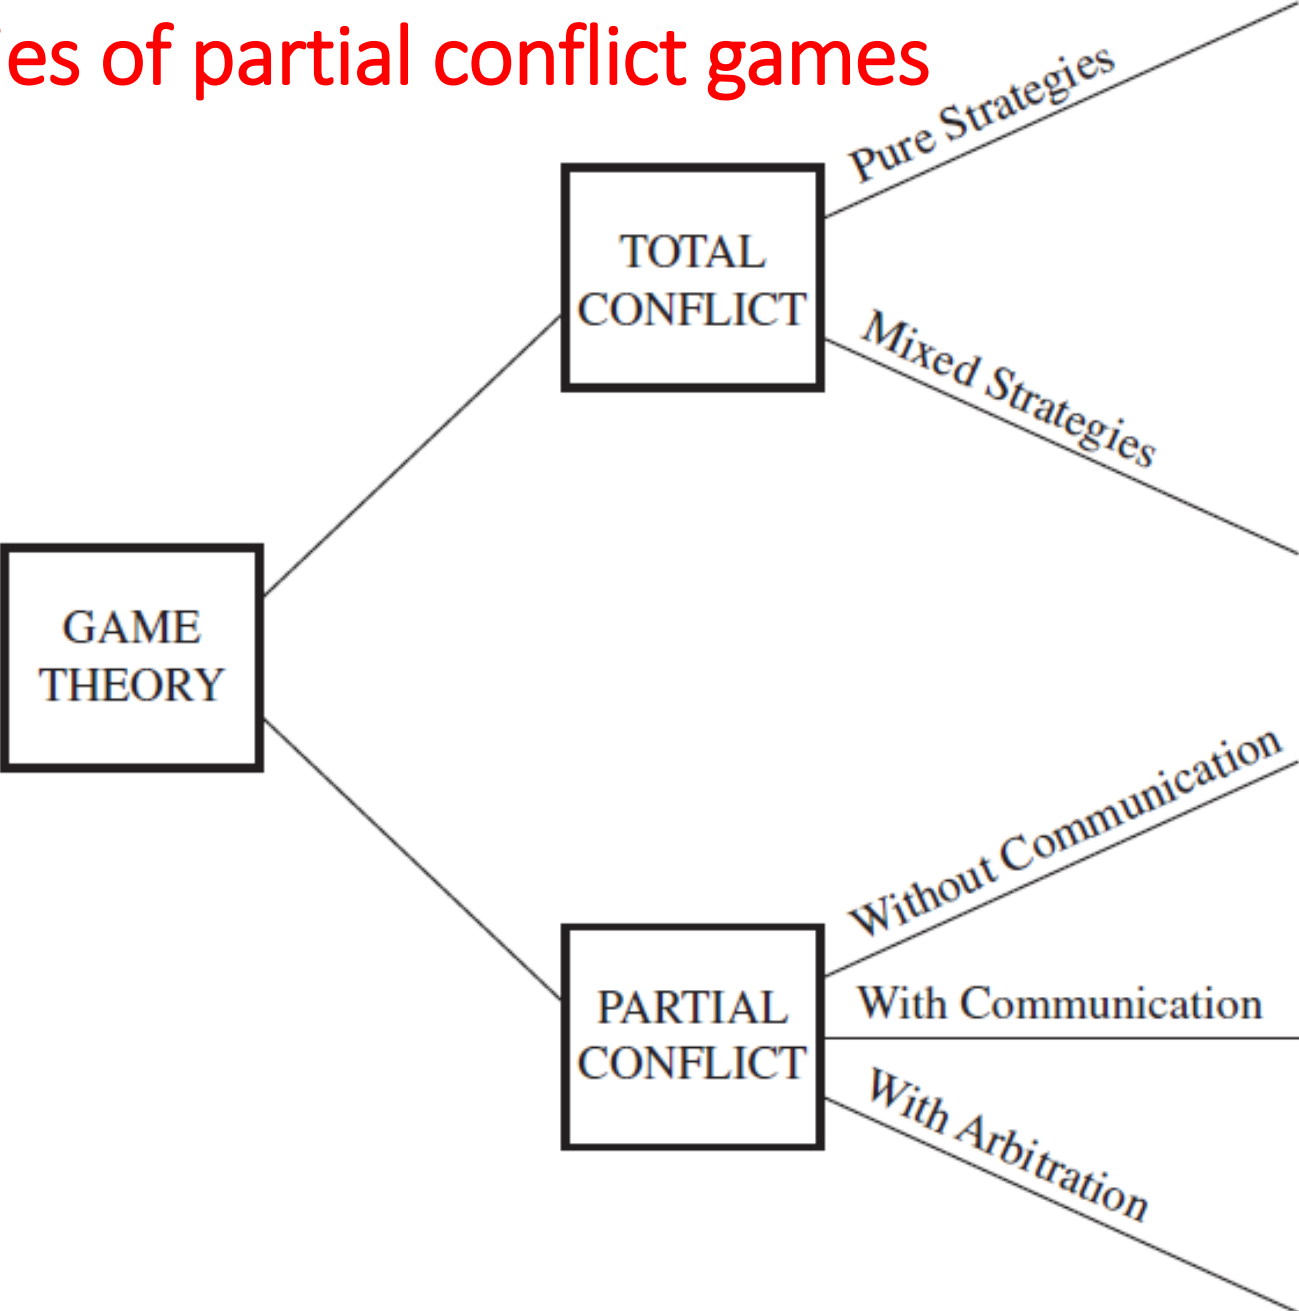 es of partial conflict games
Pure Strategies
TOTAL
CONFLICT
Mixed Strategies
GAME
THEORY
Without Communication
With Communication
PARTIAL
CONFLICT
With Arbitration